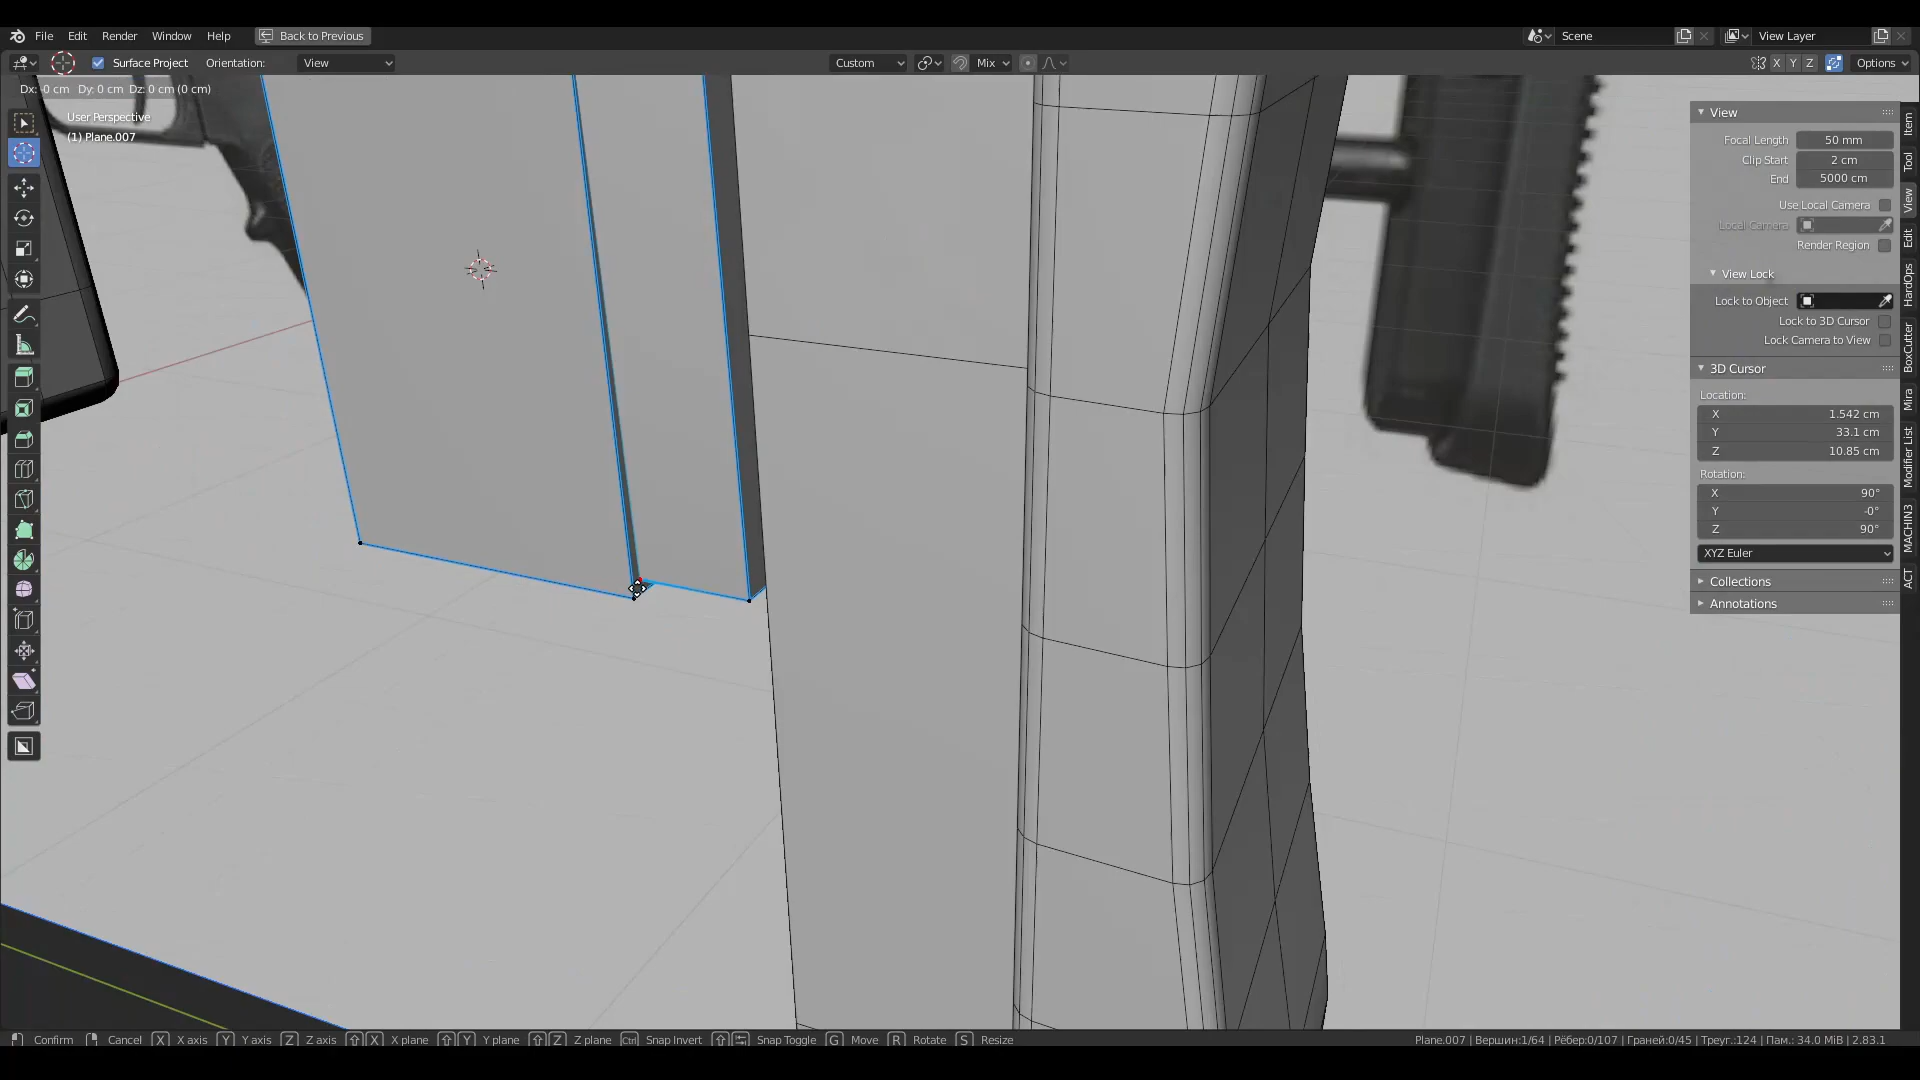 File Edit Render Window Help Back to Previous Scene View Layer
Surface Project Orientation: View Custom Mix X Y Z Options
Dx: -0 cm Dy: 0 cm Dz: 0 cm (0 cm)
User Perspective
(1) Plane.007
View
Focal Length 50 mm
Clip Start 2 cm
End 5000 cm
Use Local Camera
Local Camera
Render Region
View Lock
Lock to Object
Lock to 3D Cursor
Lock Camera to View
3D Cursor
Location:
X 1.542 cm
Y 33.1 cm
Z 10.85 cm
Rotation:
X 90°
Y -0°
Z 90°
XYZ Euler
Collections
Annotations
Item
Tool
View
Edit
HardOps
BoxCutter
Mira
Modifier List
MACHIN3
ACT
Confirm Cancel X X axis Y Y axis Z Z axis X X plane Y Y plane Z Z plane Ctrl Snap Invert Snap Toggle G Move R Rotate S Resize Plane.007 | Вершин:1/64 | Рёбер:0/107 | Граней:0/45 | Треуг.:124 | Пам.: 34.0 MiB | 2.83.1